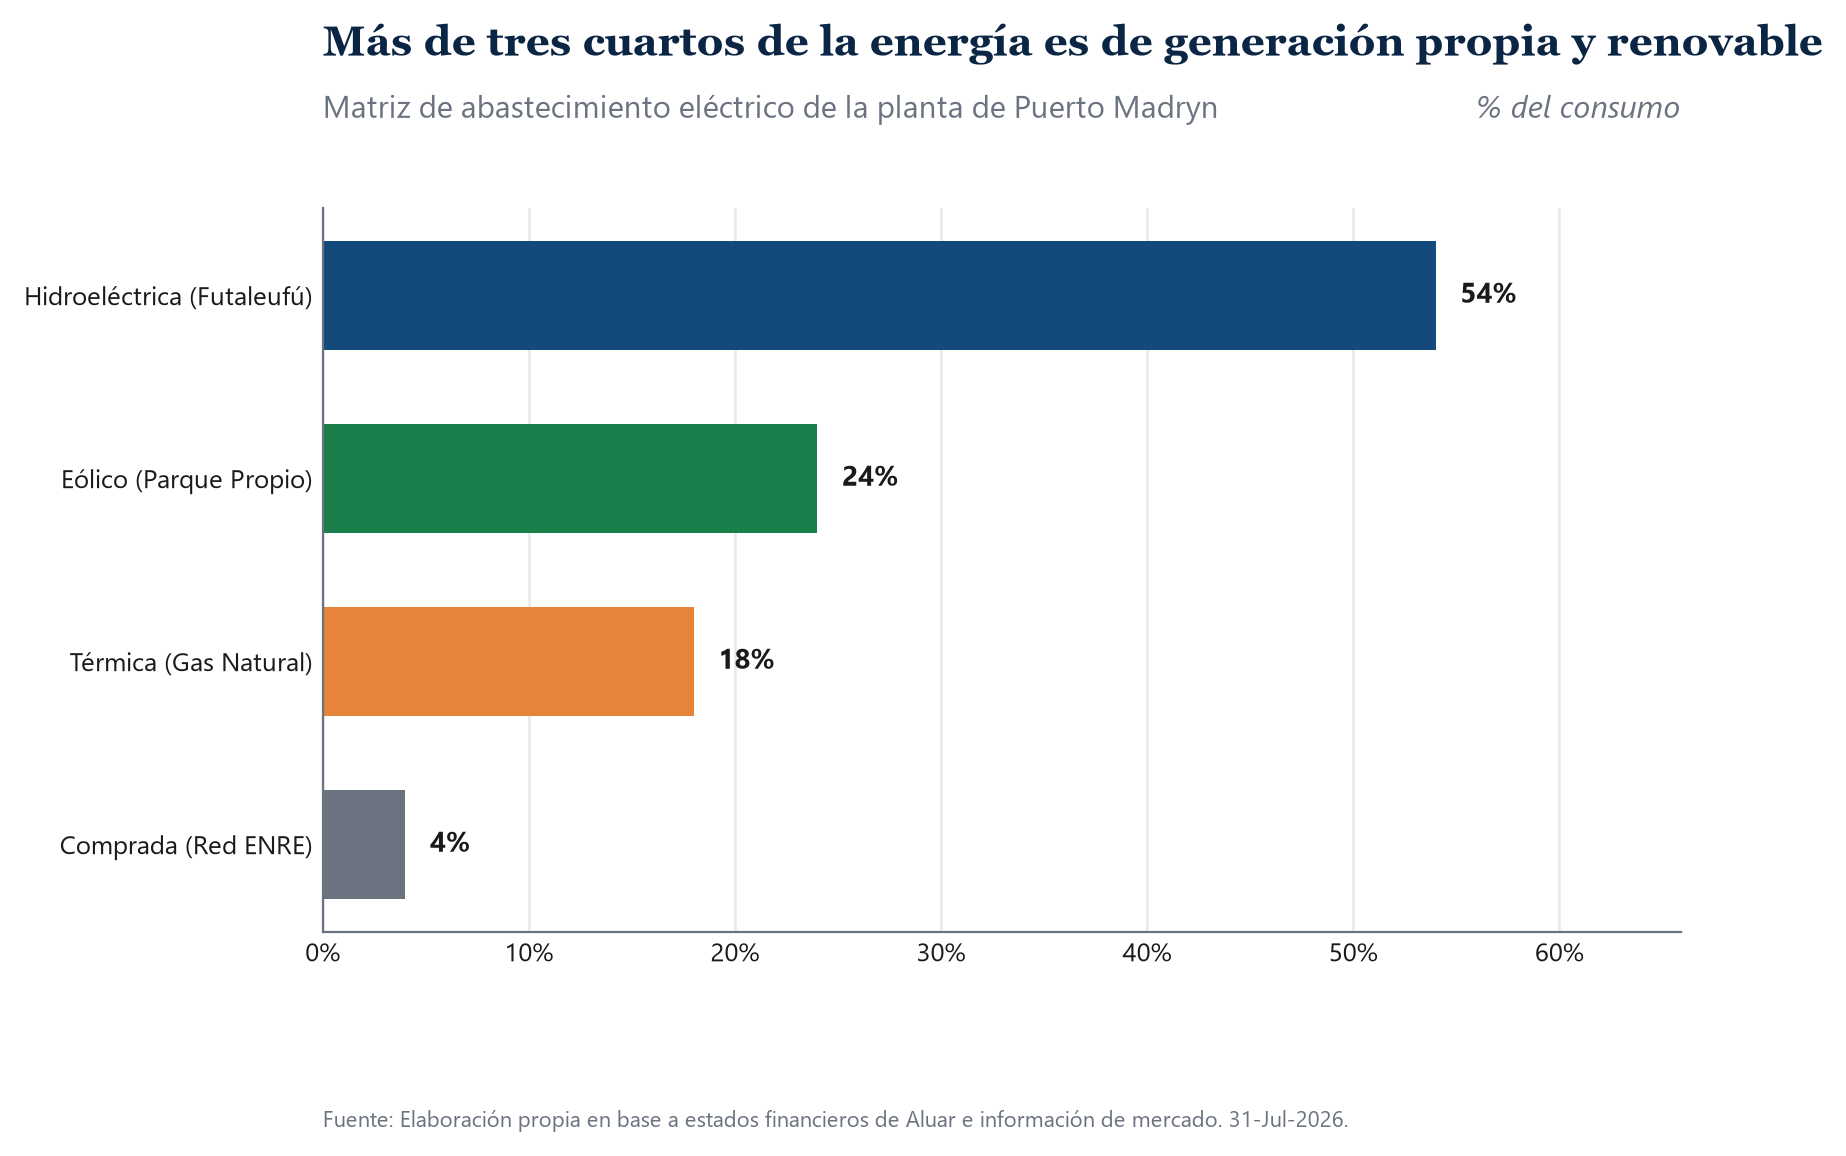 Más de tres cuartos de la energía es de generación propia y renovable
Matriz de abastecimiento eléctrico de la planta de Puerto Madryn
% del consumo
Hidroeléctrica (Futaleufú)
54%
Eólico (Parque Propio)
24%
Térmica (Gas Natural)
18%
Comprada (Red ENRE)
4%
0% 10% 20% 30% 40% 50% 60%
Fuente: Elaboración propia en base a estados financieros de Aluar e información de mercado. 31-Jul-2026.